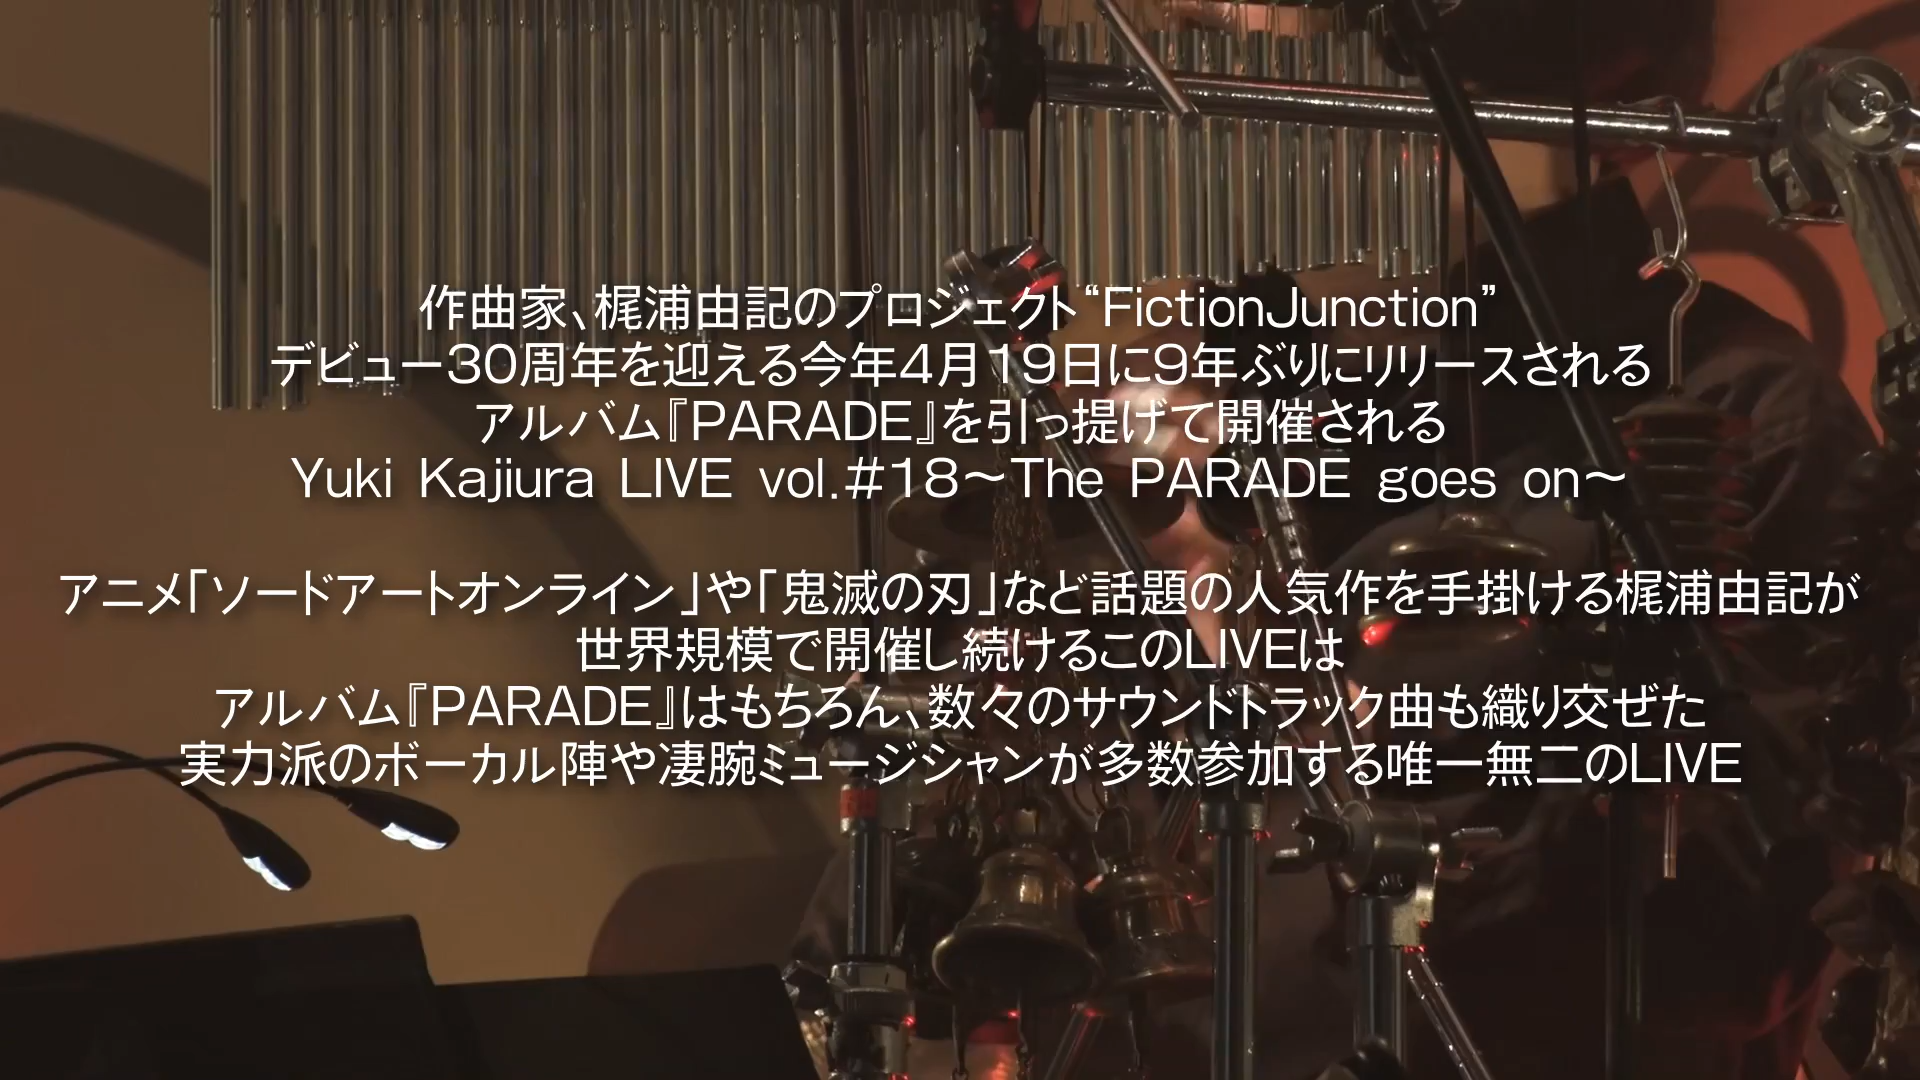 作曲家、梶浦由記のプロジェクト“FictionJunction”
デビュー30周年を迎える今年4月19日に9年ぶりにリリースされる
アルバム『PARADE』を引っ提げて開催される
Yuki Kajiura LIVE vol.#18～The PARADE goes on～
アニメ「ソードアートオンライン」や「鬼滅の刃」など話題の人気作を手掛ける梶浦由記が
世界規模で開催し続けるこのLIVEは
アルバム『PARADE』はもちろん、数々のサウンドトラック曲も織り交ぜた
実力派のボーカル陣や凄腕ミュージシャンが多数参加する唯一無二のLIVE